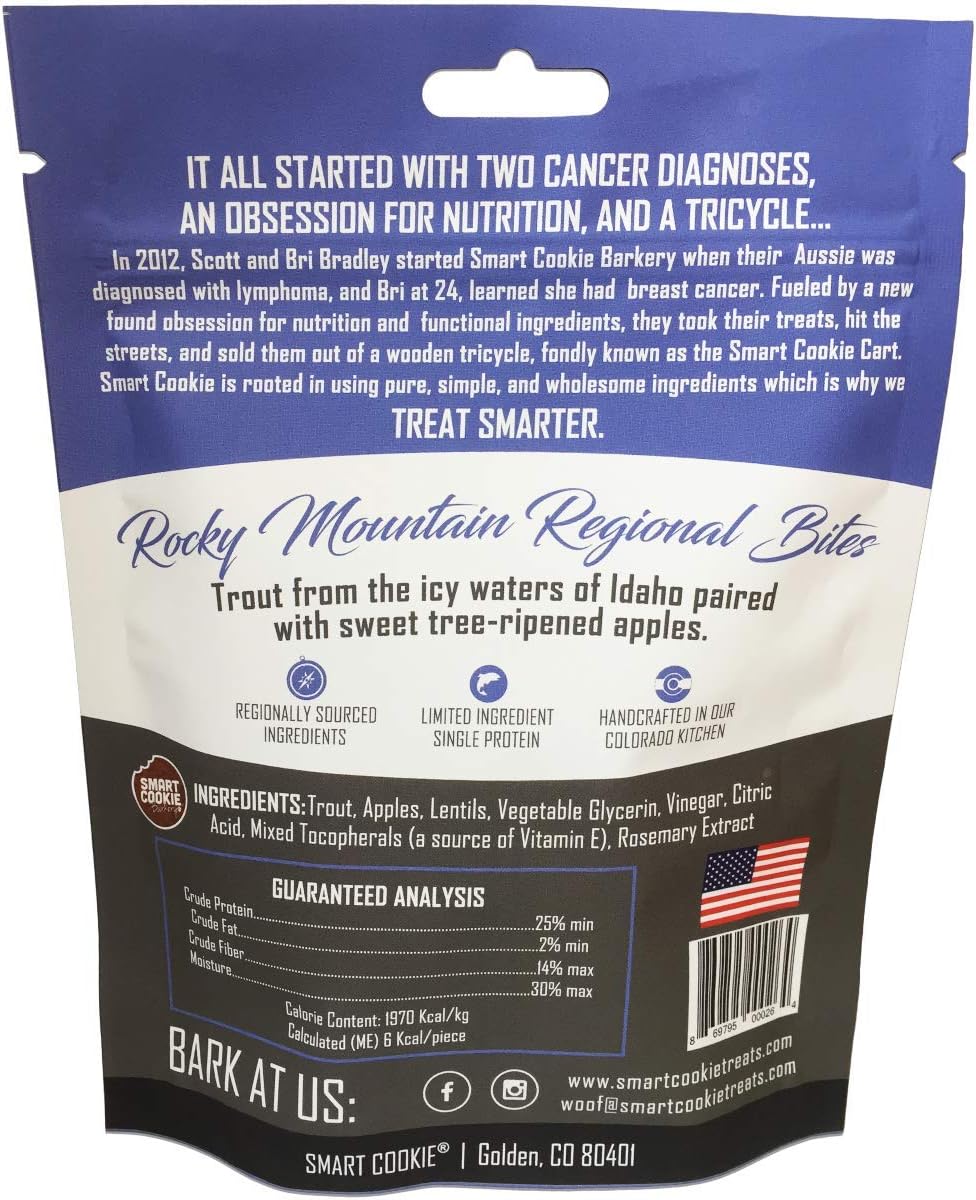 IT ALL STARTED WITH TWO CANCER DIAGNOSES,
AN OBSESSION FOR NUTRITION, AND A TRICYCLE...
In 2012, Scott and Bri Bradley started Smart Cookie Barkery when their Aussie was
diagnosed with lymphoma, and Bri at 24, learned she had breast cancer. Fueled by a new
found obsession for nutrition and functional ingredients, they took their treats, hit the
streets, and sold them out of a wooden tricycle, fondly known as the Smart Cookie Cart.
Smart Cookie is rooted in using pure, simple, and wholesome ingredients which is why we
TREAT SMARTER.
Rocky Mountain Regional Bites
Trout from the icy waters of Idaho paired
with sweet tree-ripened apples.
REGIONALLY SOURCED
INGREDIENTS
LIMITED INGREDIENT
SINGLE PROTEIN
HANDCRAFTED IN OUR
COLORADO KITCHEN
SMART
COOKIE
Barkery®
INGREDIENTS: Trout, Apples, Lentils, Vegetable Glycerin, Vinegar, Citric
Acid, Mixed Tocopherals (a source of Vitamin E), Rosemary Extract
GUARANTEED ANALYSIS
Crude Protein..........25% min
Crude Fat..........2% min
Crude Fiber..........14% max
Moisture..........30% max
Calorie Content: 1970 Kcal/kg
Calculated (ME) 6 Kcal/piece
8 69795 00026 4
BARK AT US:
www.smartcookietreats.com
woof@smartcookietreats.com
SMART COOKIE® | Golden, CO 80401